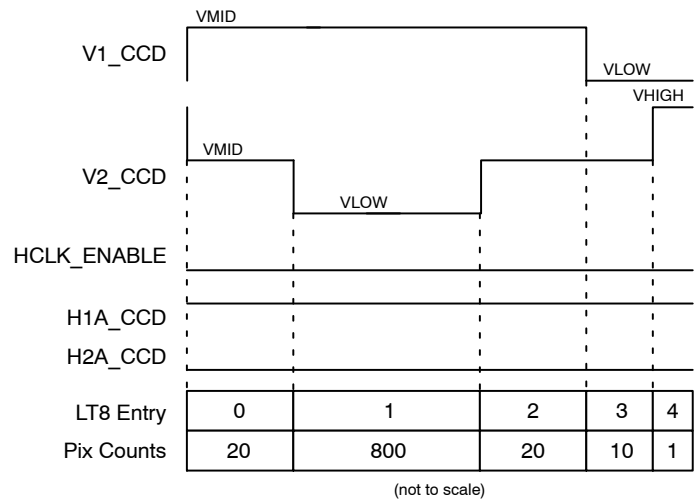 VMID
V1_CCD
VLOW
VHIGH
VMID
V2_CCD
VLOW
HCLK_ENABLE
H1A_CCD
H2A_CCD
LT8 Entry 0 1 2 3 4
Pix Counts 20 800 20 10 1
(not to scale)